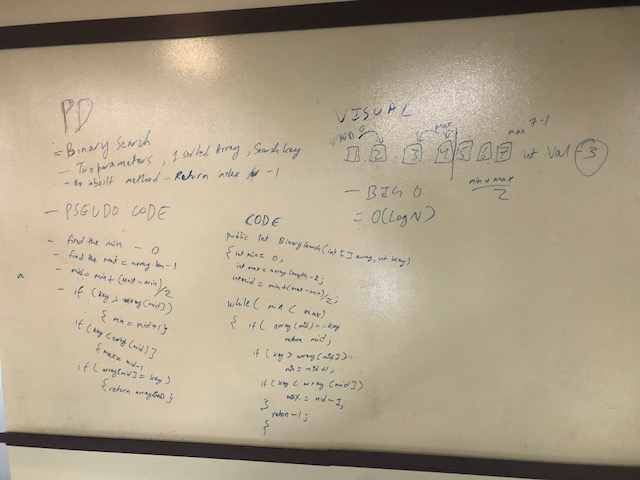 PD
= Binary Search
- Two parameters, 1 sorted Array, Search key
- No abuilt method - Return index -1
- PSEUDO CODE
- find the min - 0
- find the max = array.len - 1
- mid = min + (max - min)/2
- if (key > array[mid])
{ min = mid + 1 }
if (key < array[mid])
{ max = mid - 1
if (array[mid] = key)
{ return array[mid] }
CODE
public int BinarySearch(int [] array, int key)
{ int min = 0;
int max = array.length - 1;
int mid = min + (max - min)/2;
while( min < max)
{ if ( array[mid] == key
return mid;
if (key > array[mid])
min = mid + 1;
if (key < array[mid])
max = mid - 1;
}
return -1;
}
VISUAL
min 0 max max 7-1
1 2 3 4 5 6 7 int Val = 3
min + max
2
- BIG O
= O(Log N)